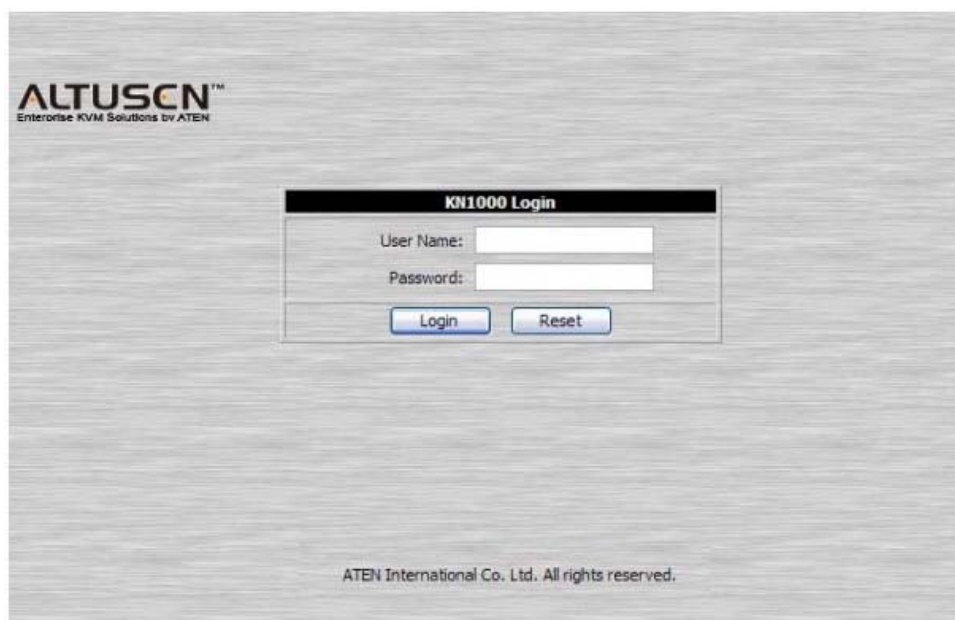 ALTUSEN™
Enterprise KVM Solutions by ATEN
KN1000 Login
User Name:
Password:
Login Reset
ATEN International Co. Ltd. All rights reserved.